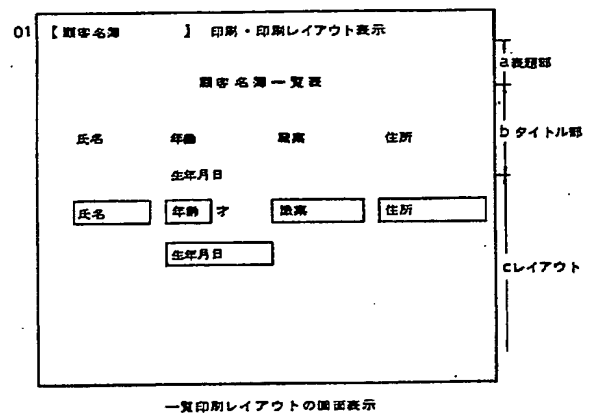 01
【顧客名簿 】 印刷・印刷レイアウト表示
a表題部
顧客名簿一覧表
氏名 年齢 職業 住所
bタイトル部
生年月日
氏名 年齢 才 職業 住所
生年月日
cレイアウト
一覧印刷レイアウトの画面表示